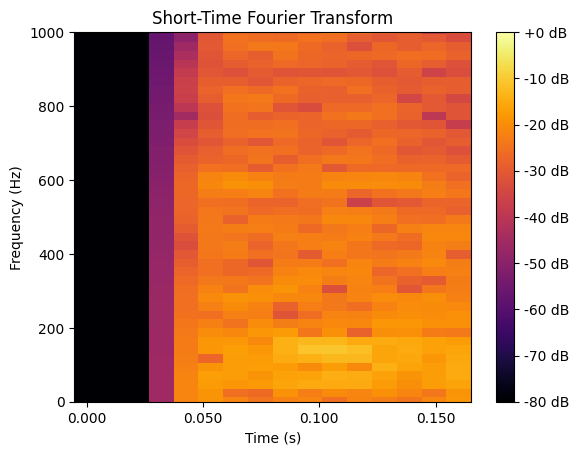 Short-Time Fourier Transform
1000
800
600
400
200
0
Frequency (Hz)
0.000
0.050
0.100
0.150
Time (s)
+0 dB
-10 dB
-20 dB
-30 dB
-40 dB
-50 dB
-60 dB
-70 dB
-80 dB